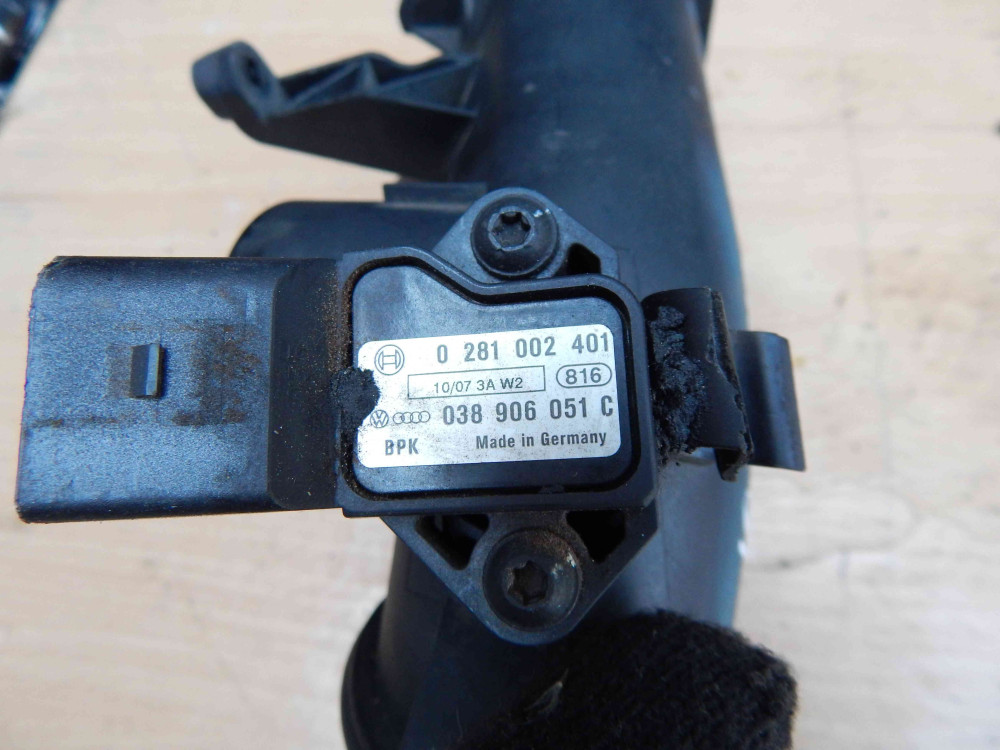 0 281 002 401
10/07 3A W2 816
038 906 051 C
BPK Made in Germany